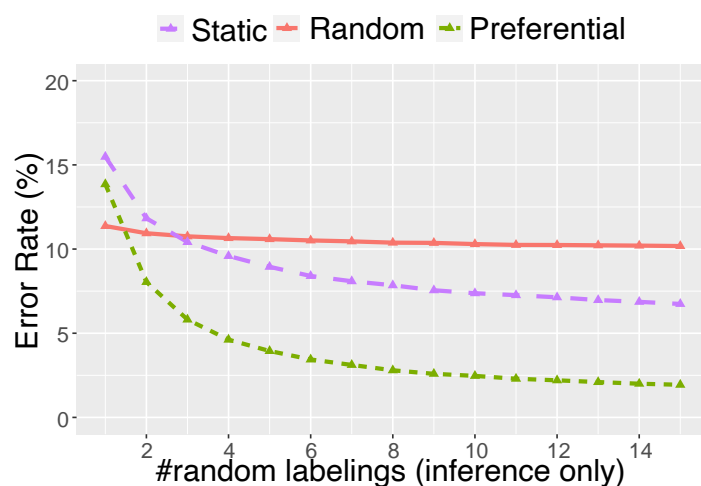 Static Random Preferential
20
15
10
5
0
Error Rate (%)
2 4 6 8 10 12 14
#random labelings (inference only)